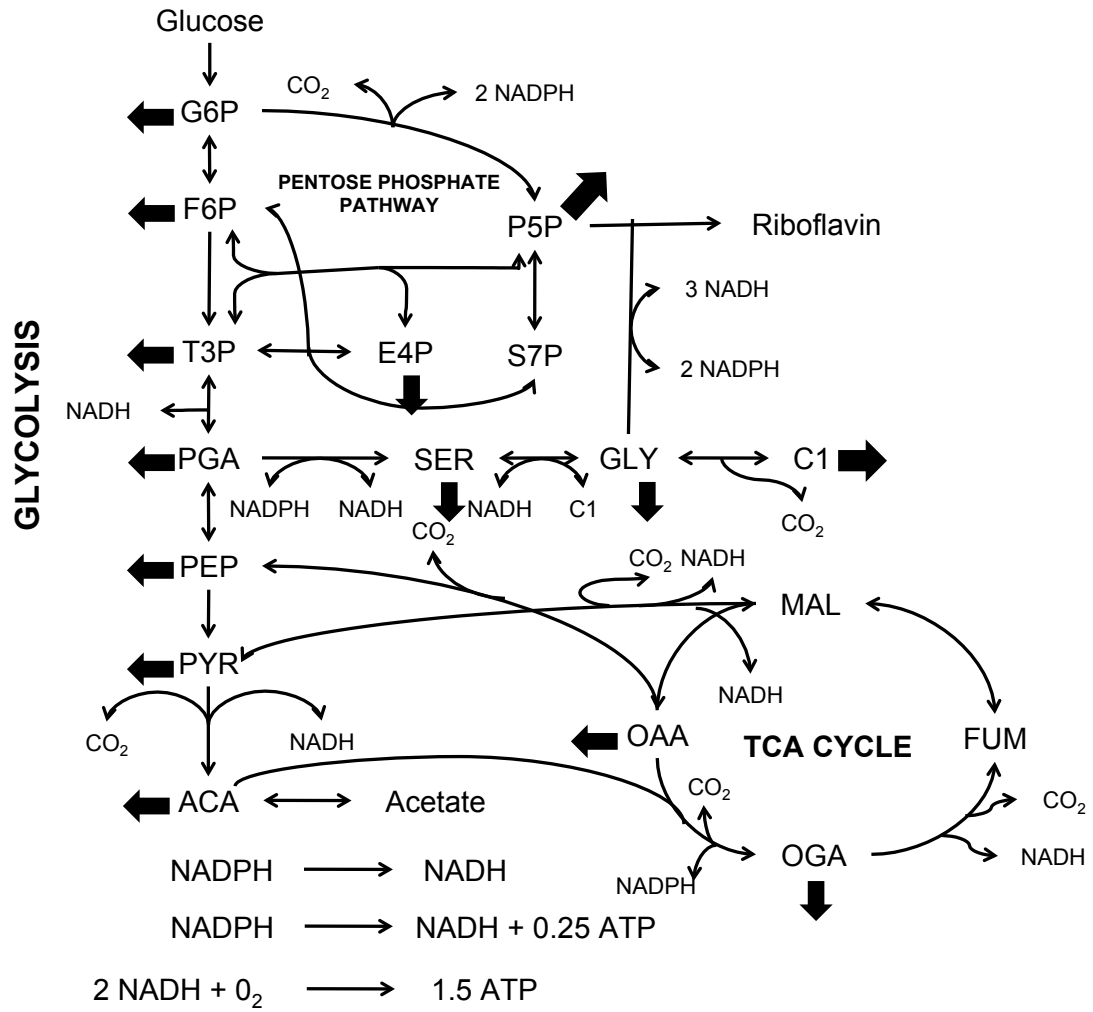 Glucose
CO2
2 NADPH
G6P
PENTOSE PHOSPHATE
PATHWAY
F6P
P5P
Riboflavin
3 NADH
GLYCOLYSIS
T3P
E4P
S7P
2 NADPH
NADH
PGA
SER
GLY
C1
NADPH
NADH
NADH
C1
CO2
CO2
PEP
CO2
NADH
MAL
PYR
NADH
CO2
NADH
OAA
TCA CYCLE
FUM
ACA
Acetate
CO2
CO2
OGA
NADH
NADPH
NADPH
NADH
NADPH
NADH + 0.25 ATP
2 NADH + 02
1.5 ATP